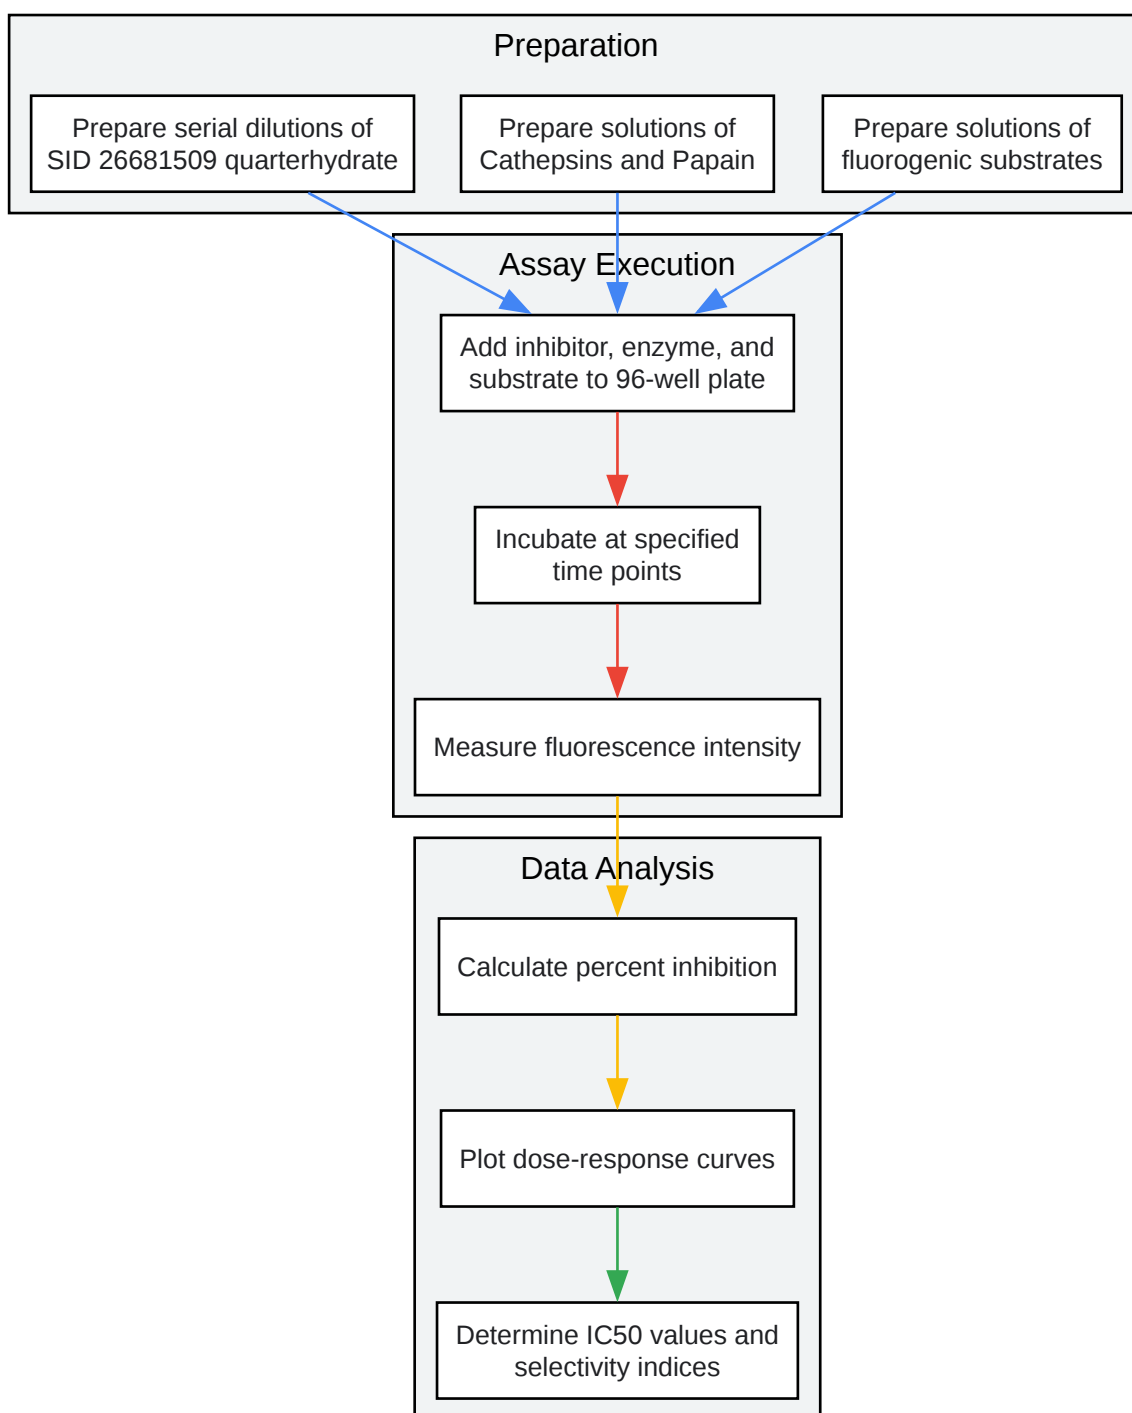 Preparation
Prepare serial dilutions of
SID 26681509 quarterhydrate
Prepare solutions of
Cathepsins and Papain
Prepare solutions of
fluorogenic substrates
Assay Execution
Add inhibitor, enzyme, and
substrate to 96-well plate
Incubate at specified
time points
Measure fluorescence intensity
Data Analysis
Calculate percent inhibition
Plot dose-response curves
Determine IC50 values and
selectivity indices